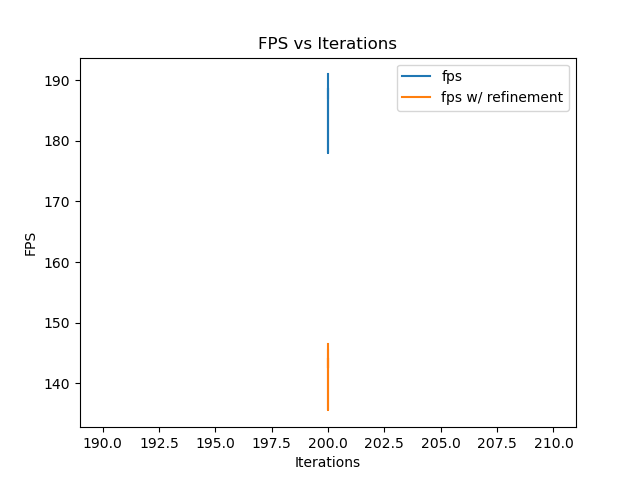 FPS vs Iterations
fps
fps w/ refinement
190
180
170
160
150
140
FPS
190.0 192.5 195.0 197.5 200.0 202.5 205.0 207.5 210.0
Iterations